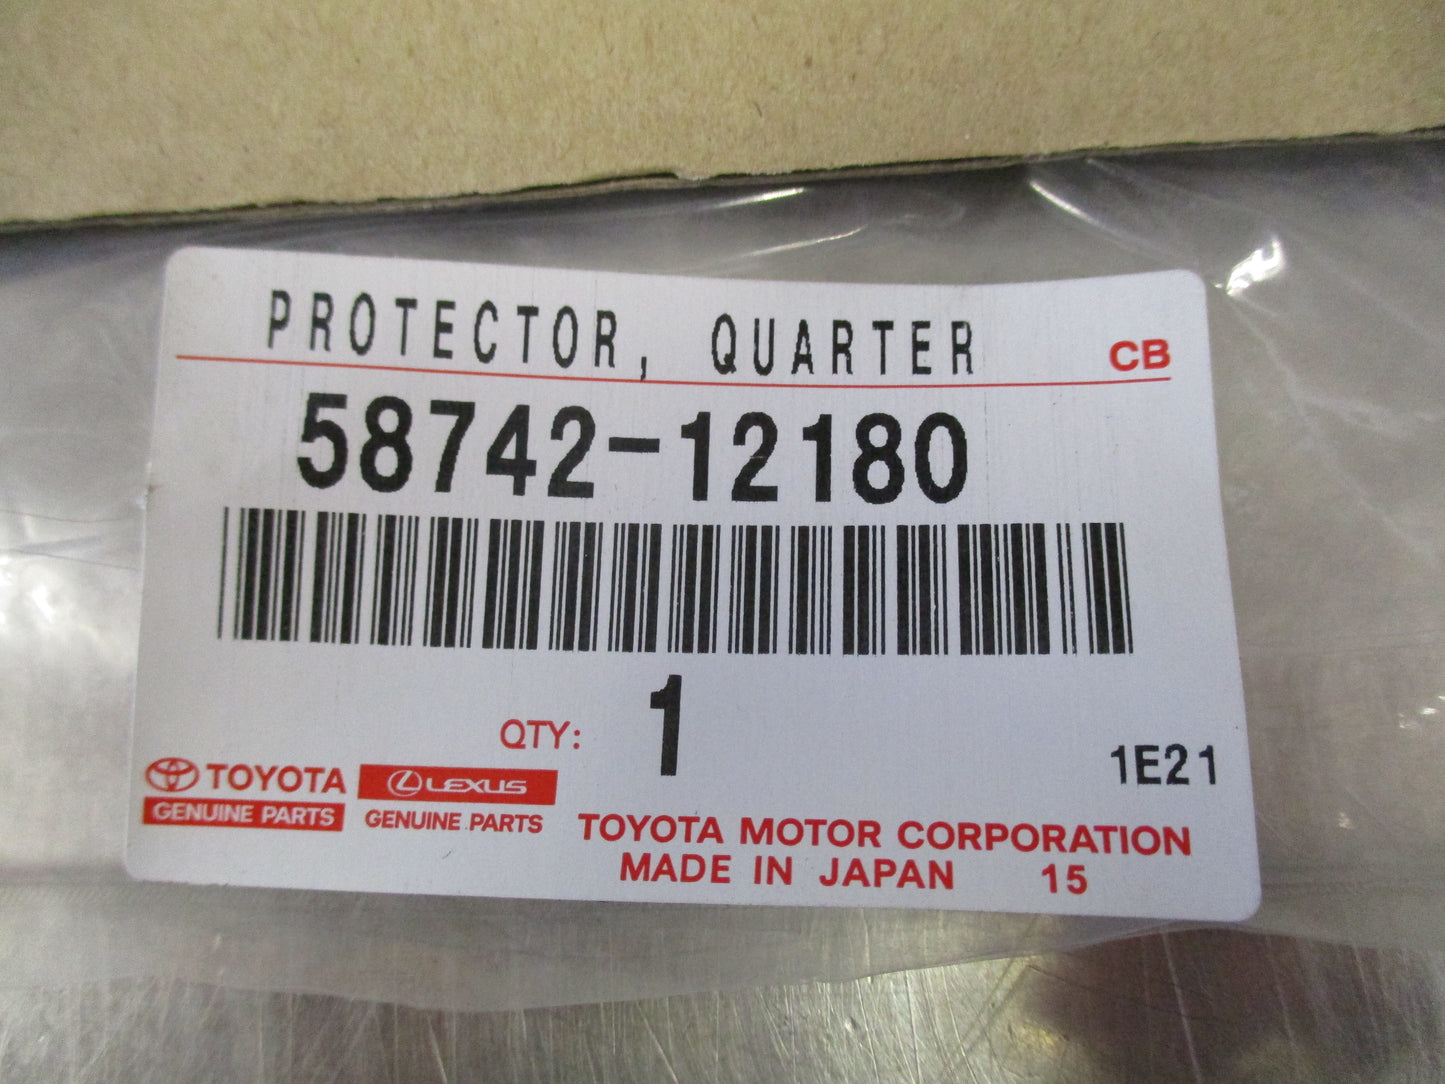 PROTECTOR, QUARTER CB
58742-12180
QTY: 1
1E21
TOYOTA LEXUS
GENUINE PARTS GENUINE PARTS
TOYOTA MOTOR CORPORATION
MADE IN JAPAN 15